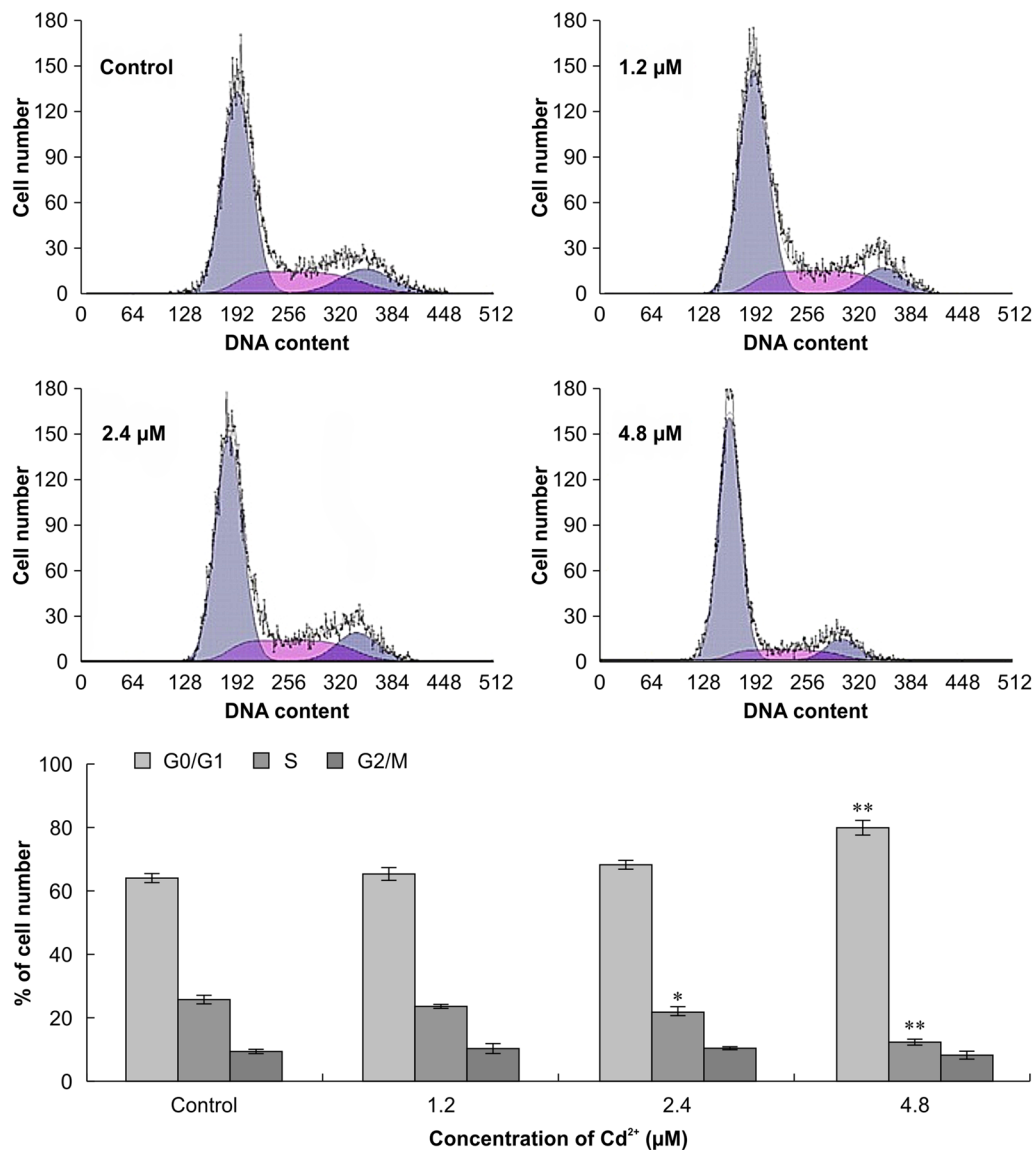 180
150
120
90
60
30
0
Cell number
Control
0 64 128 192 256 320 384 448 512
DNA content
180
150
120
90
60
30
0
Cell number
1.2 µM
0 64 128 192 256 320 384 448 512
DNA content
180
150
120
90
60
30
0
Cell number
2.4 µM
0 64 128 192 256 320 384 448 512
DNA content
180
150
120
90
60
30
0
Cell number
4.8 µM
0 64 128 192 256 320 384 448 512
DNA content
100
80
60
40
20
0
% of cell number
G0/G1 S G2/M
*
**
**
Control 1.2 2.4 4.8
Concentration of Cd²⁺ (µM)